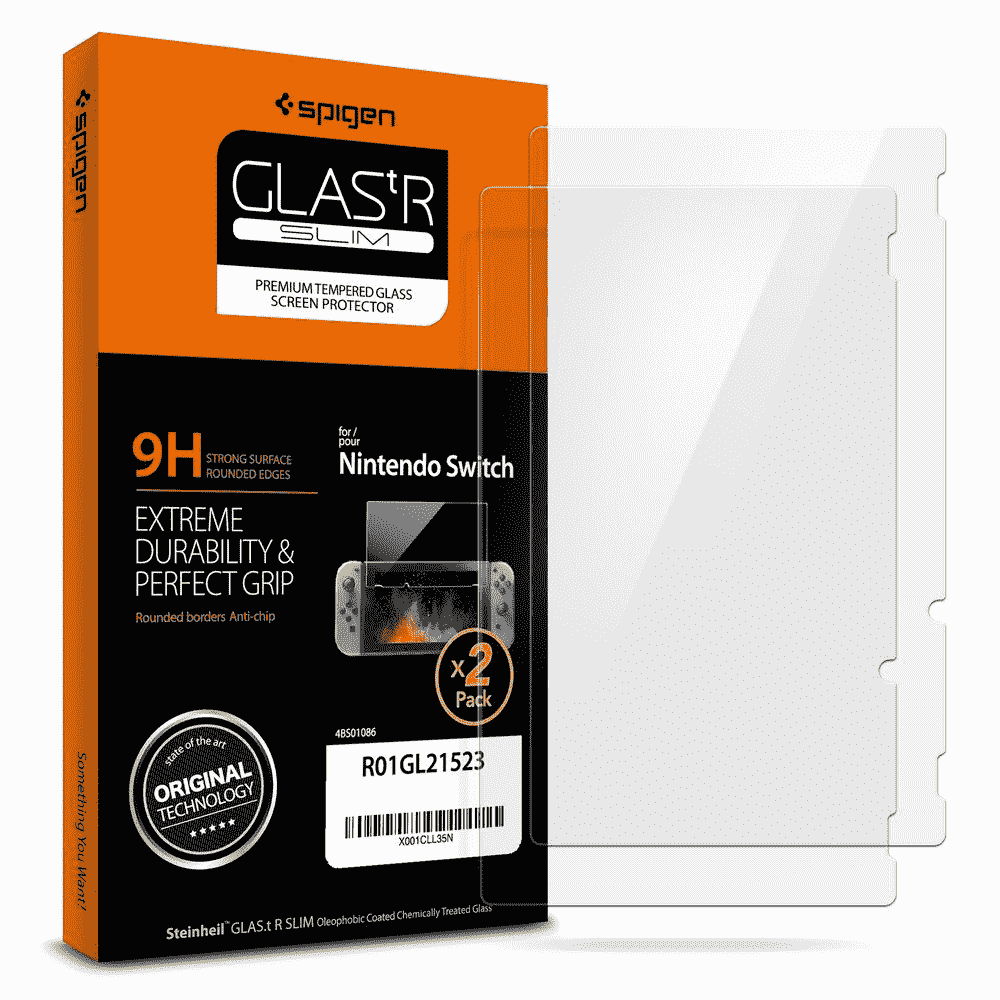 spigen
Something You Want!
spigen
GLAStR
SLIM
PREMIUM TEMPERED GLASS
SCREEN PROTECTOR
9H STRONG SURFACE
ROUNDED EDGES
EXTREME
DURABILITY &
PERFECT GRIP
Rounded borders Anti-chip
for /
pour
Nintendo Switch
x2
Pack
state of the art
ORIGINAL
TECHNOLOGY
4BS01086
R01GL21523
X001CLL35N
Steinheil™ GLAS.t R SLIM Oleophobic Coated Chemically Treated Glass